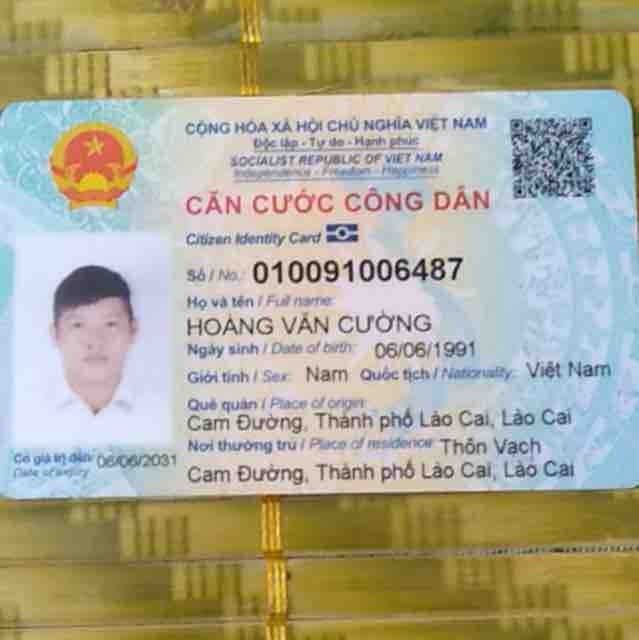 CỘNG HÒA XÃ HỘI CHỦ NGHĨA VIỆT NAM
Độc lập - Tự do - Hạnh phúc
SOCIALIST REPUBLIC OF VIET NAM
Independence - Freedom - Happiness
CĂN CƯỚC CÔNG DÂN
Citizen Identity Card
Số / No.: 010091006487
Họ và tên / Full name:
HOÀNG VĂN CƯỜNG
Ngày sinh / Date of birth: 06/06/1991
Giới tính / Sex: Nam Quốc tịch / Nationality: Việt Nam
Quê quán / Place of origin:
Cam Đường, Thành phố Lào Cai, Lào Cai
Nơi thường trú / Place of residence: Thôn Vạch
Cam Đường, Thành phố Lào Cai, Lào Cai
Có giá trị đến: 06/06/2031
Date of expiry